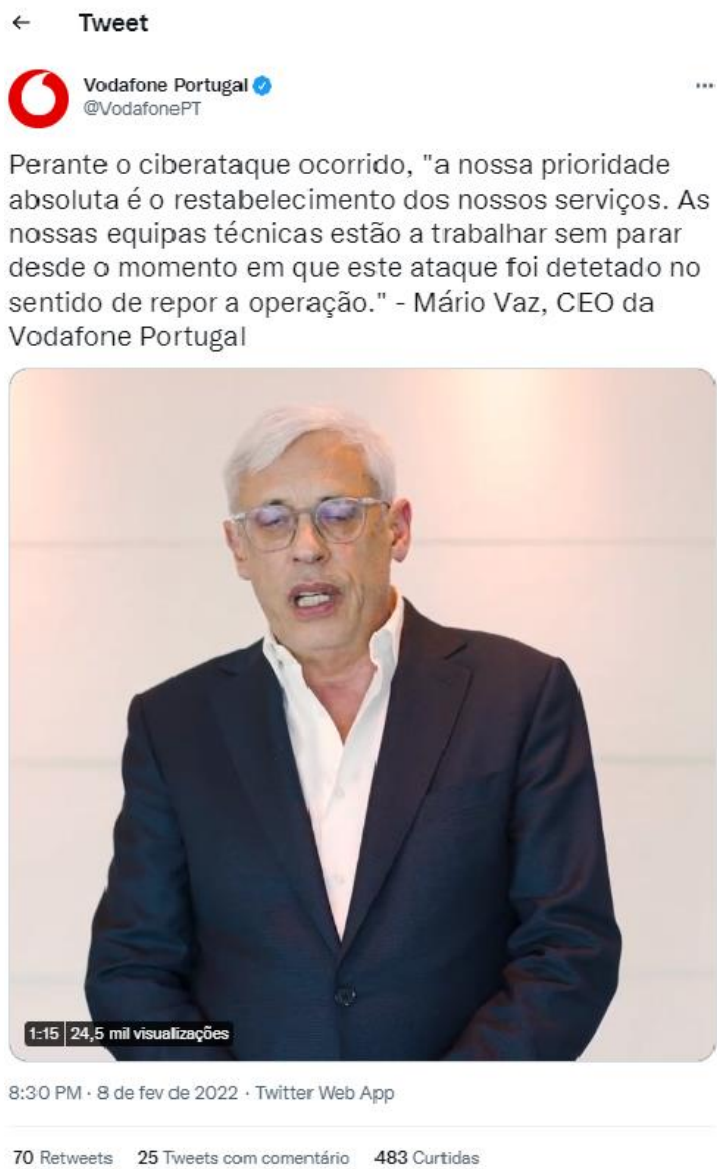 Tweet
Vodafone Portugal
@VodafonePT
Perante o ciberataque ocorrido, "a nossa prioridade
absoluta é o restabelecimento dos nossos serviços. As
nossas equipas técnicas estão a trabalhar sem parar
desde o momento em que este ataque foi detetado no
sentido de repor a operação." - Mário Vaz, CEO da
Vodafone Portugal
1:15 24,5 mil visualizações
8:30 PM · 8 de fev de 2022 · Twitter Web App
70 Retweets 25 Tweets com comentário 483 Curtidas